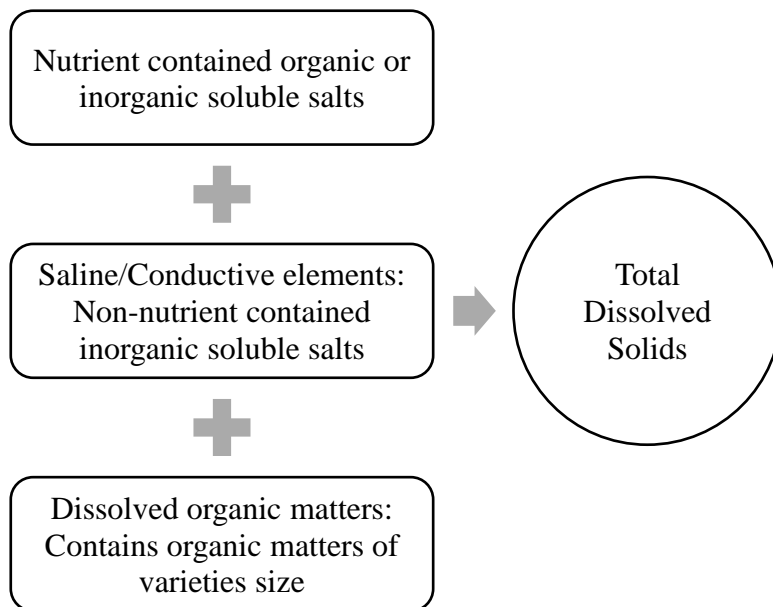 Nutrient contained organic or
inorganic soluble salts
Saline/Conductive elements:
Non-nutrient contained
inorganic soluble salts
Total
Dissolved
Solids
Dissolved organic matters:
Contains organic matters of
varieties size